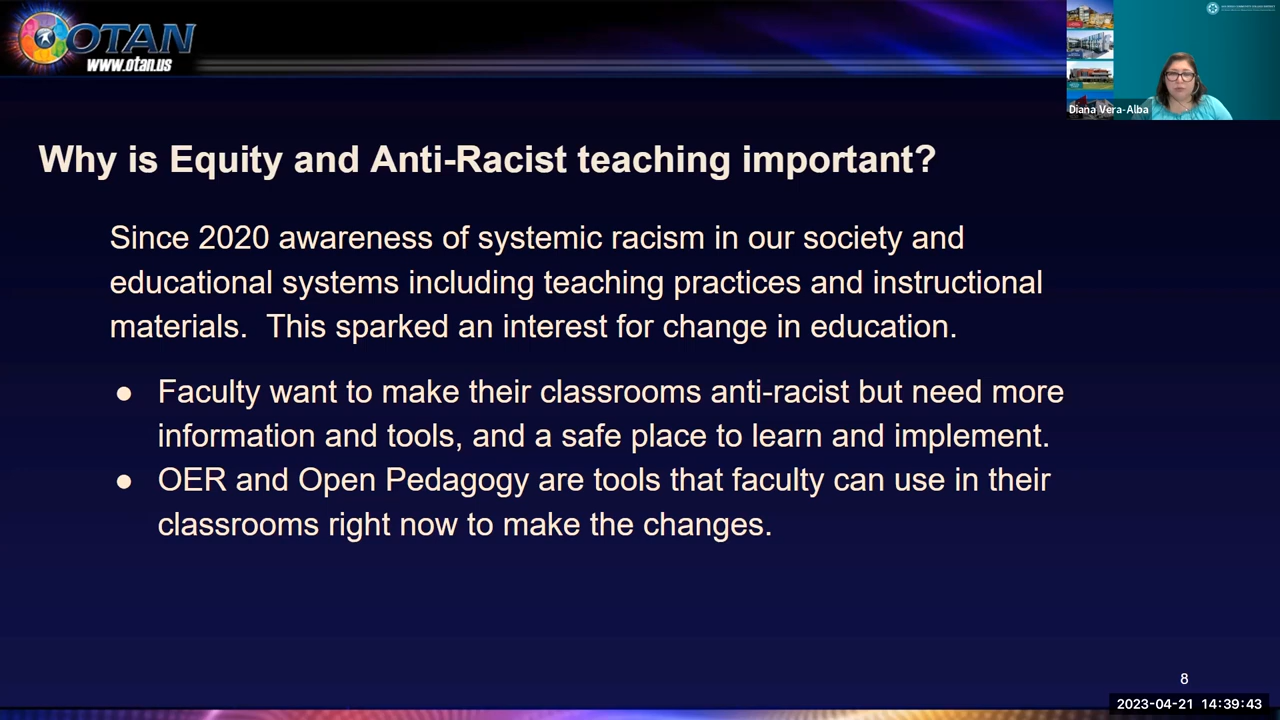 OTAN
www.otan.us
Diana Vera-Alba
Why is Equity and Anti-Racist teaching important?
Since 2020 awareness of systemic racism in our society and
educational systems including teaching practices and instructional
materials.  This sparked an interest for change in education.
● Faculty want to make their classrooms anti-racist but need more
information and tools, and a safe place to learn and implement.
● OER and Open Pedagogy are tools that faculty can use in their
classrooms right now to make the changes.
8
2023-04-21 14:39:43